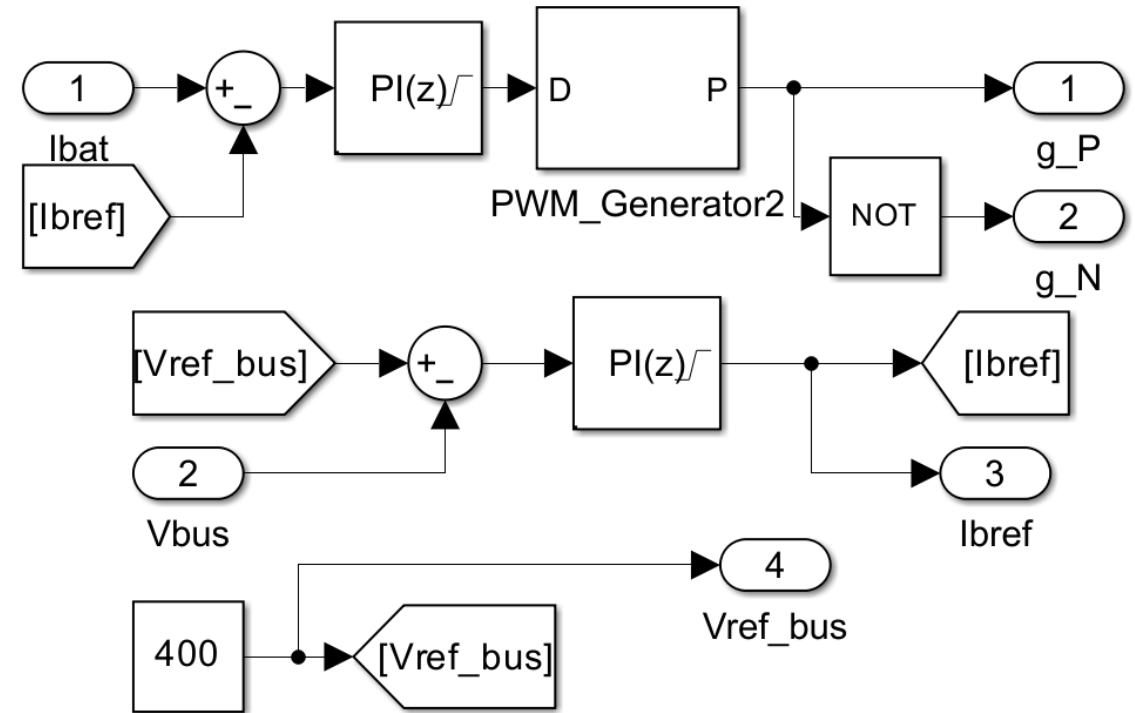 1
Ibat
[Ibref]
+
_
PI(z)
D
P
PWM_Generator2
1
g_P
NOT
2
g_N
[Vref_bus]
+
_
PI(z)
[Ibref]
2
Vbus
3
Ibref
4
Vref_bus
400
[Vref_bus]